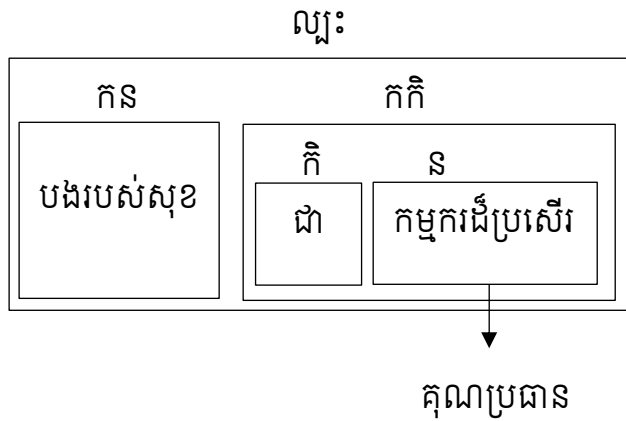 ល្បះ
កន កកិ
កិ ន
បងរបស់សុខ ជា កម្មករដ៏ប្រសើរ
គុណប្រធាន